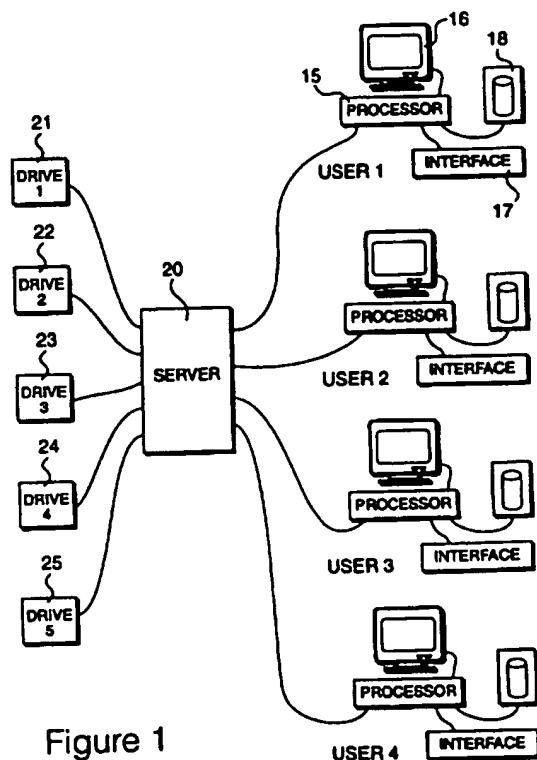 16
18
15
PROCESSOR
INTERFACE
USER 1
17
21
DRIVE
1
22
DRIVE
2
20
SERVER
PROCESSOR
INTERFACE
USER 2
23
DRIVE
3
24
DRIVE
4
PROCESSOR
INTERFACE
USER 3
25
DRIVE
5
PROCESSOR
INTERFACE
USER 4
Figure 1